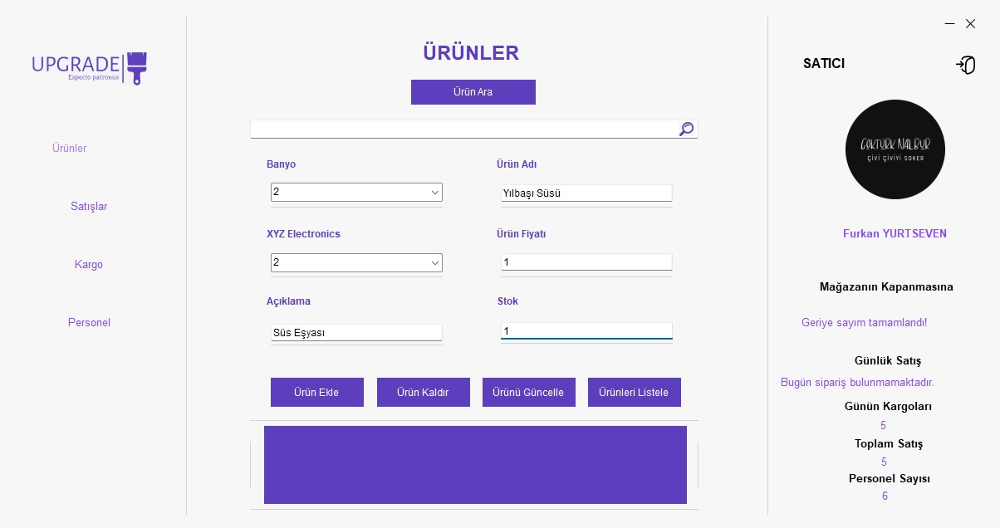 UPGRADE
Expecto patronus
Ürünler
Satışlar
Kargo
Personel
ÜRÜNLER
Ürün Ara
Banyo
Ürün Adı
2
Yılbaşı Süsü
XYZ Electronics
Ürün Fiyatı
2
1
Açıklama
Stok
Süs Eşyası
1
Ürün Ekle
Ürün Kaldır
Ürünü Güncelle
Ürünleri Listele
SATICI
GÖKTÜRK NALBUR
ÇİVİ ÇİVİYİ SÖKER
Furkan YURTSEVEN
Mağazanın Kapanmasına
Geriye sayım tamamlandı!
Günlük Satış
Bugün sipariş bulunmamaktadır.
Günün Kargoları
5
Toplam Satış
5
Personel Sayısı
6